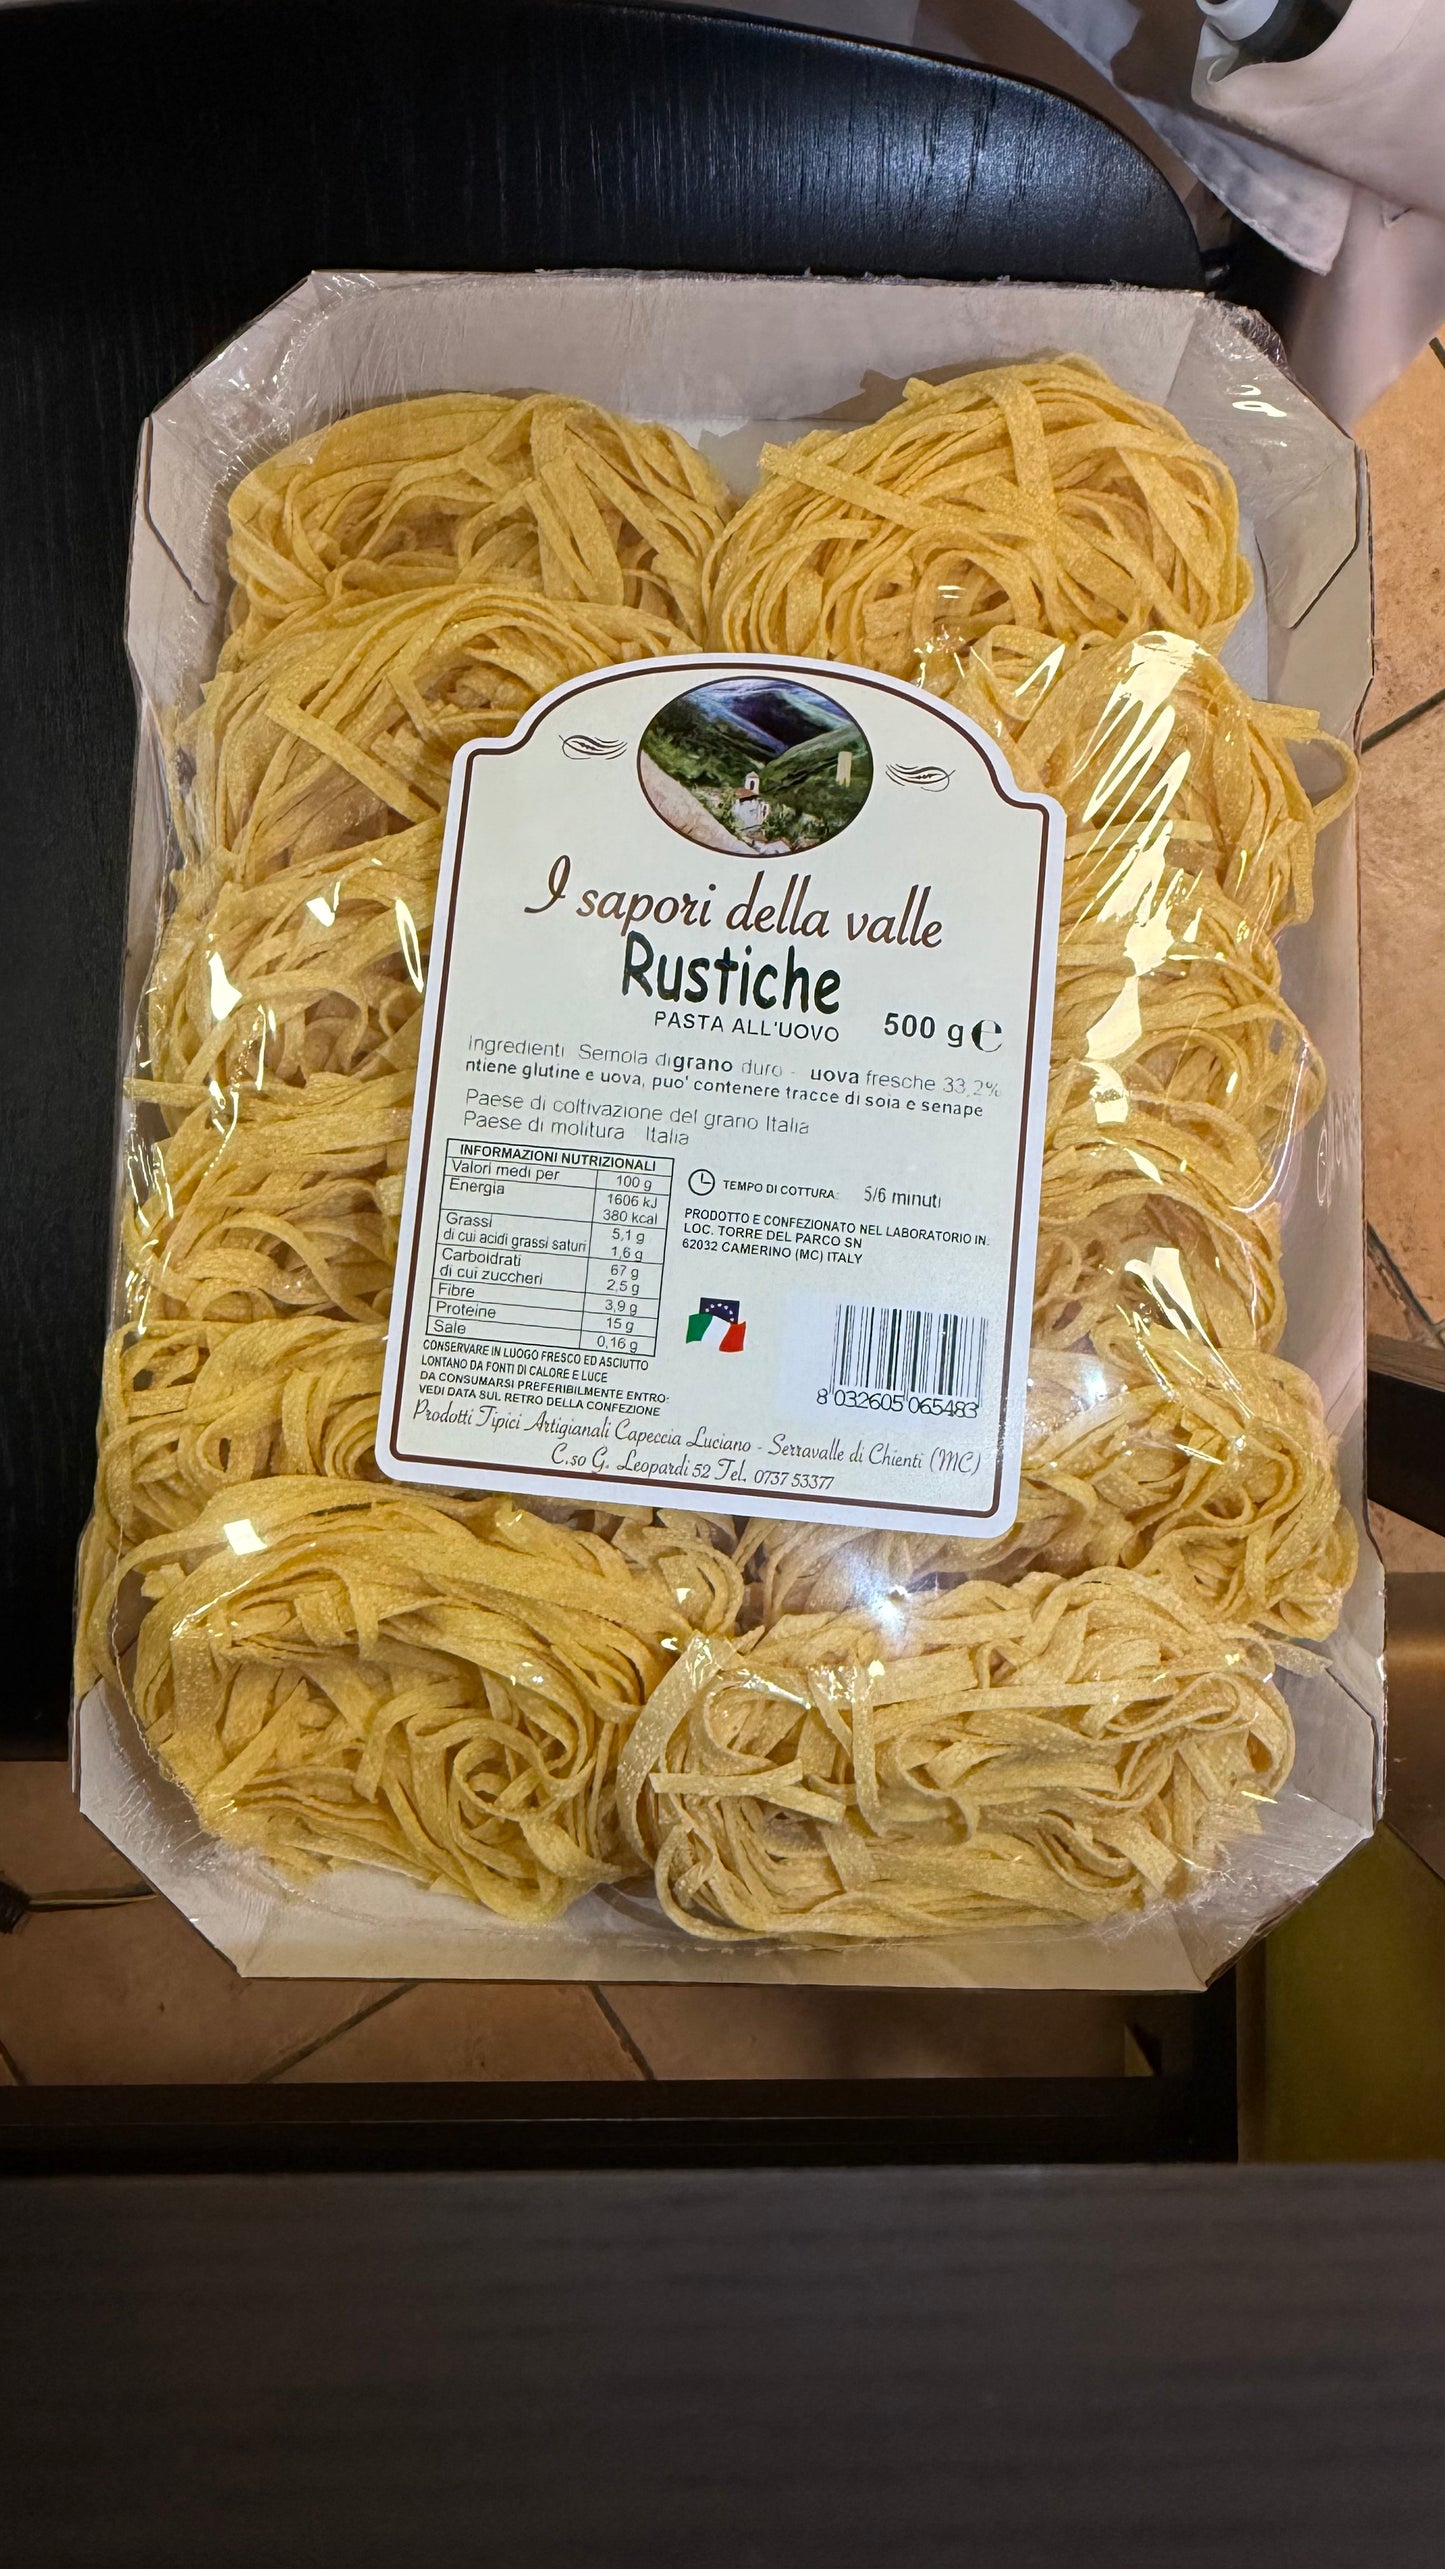 I sapori della valle
Rustiche
PASTA ALL'UOVO 500 g e
Ingredienti Semola di grano duro - uova fresche 33,2%
ntiene glutine e uova, puo' contenere tracce di soia e senape
Paese di coltivazione del grano Italia
Paese di molitura Italia
INFORMAZIONI NUTRIZIONALI
Valori medi per 100 g
Energia 1606 kJ
380 kcal
Grassi 5,1 g
di cui acidi grassi saturi 1,6 g
Carboidrati 67 g
di cui zuccheri 2,5 g
Fibre 3,9 g
Proteine 15 g
Sale 0,16 g
CONSERVARE IN LUOGO FRESCO ED ASCIUTTO
LONTANO DA FONTI DI CALORE E LUCE
DA CONSUMARSI PREFERIBILMENTE ENTRO:
VEDI DATA SUL RETRO DELLA CONFEZIONE
TEMPO DI COTTURA: 5/6 minuti
PRODOTTO E CONFEZIONATO NEL LABORATORIO IN:
LOC. TORRE DEL PARCO SN
62032 CAMERINO (MC) ITALY
8 032605 065483
Prodotti Tipici Artigianali Capeccia Luciano - Serravalle di Chienti (MC)
C.so G. Leopardi 52 Tel. 0737 53377